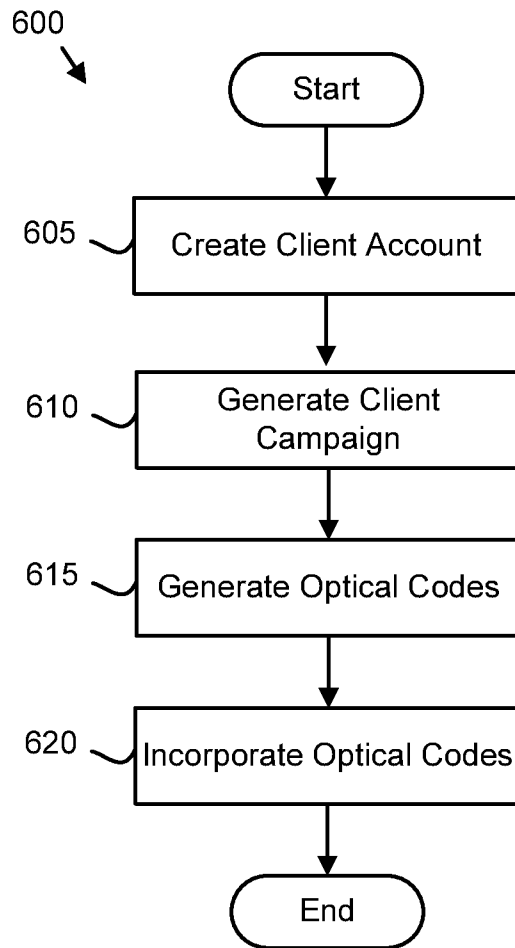 600
Start
605
Create Client Account
610
Generate Client
Campaign
615
Generate Optical Codes
620
Incorporate Optical Codes
End